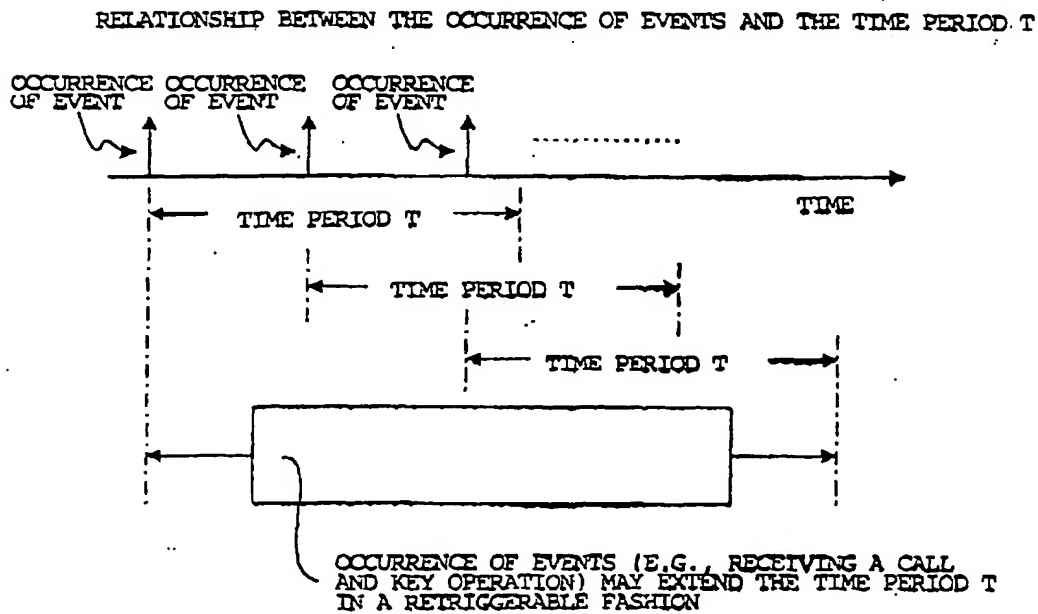 RELATIONSHIP BETWEEN THE OCCURRENCE OF EVENTS AND THE TIME PERIOD T
OCCURRENCE OCCURRENCE OCCURRENCE
OF EVENT OF EVENT OF EVENT
TIME
TIME PERIOD T
TIME PERIOD T
TIME PERIOD T
OCCURRENCE OF EVENTS (E.G., RECEIVING A CALL
AND KEY OPERATION) MAY EXTEND THE TIME PERIOD T
IN A RETRIGGERABLE FASHION